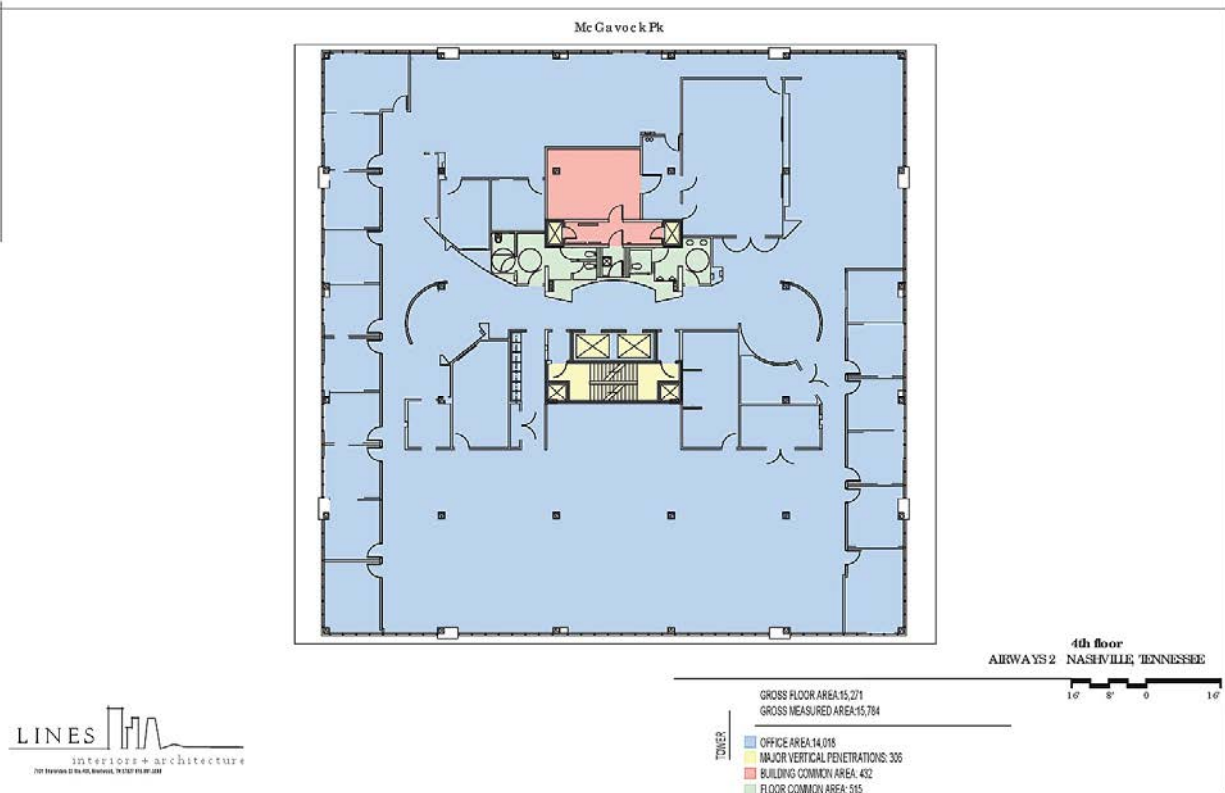 McGavock Pk
4th floor
AIRWAYS 2 NASHVILLE, TENNESSEE
16' 8' 0 16'
GROSS FLOOR AREA:15,271
GROSS MEASURED AREA:15,784
TOWER
OFFICE AREA:14,018
MAJOR VERTICAL PENETRATIONS: 306
BUILDING COMMON AREA: 432
FLOOR COMMON AREA: 515
LINES
interiors + architecture